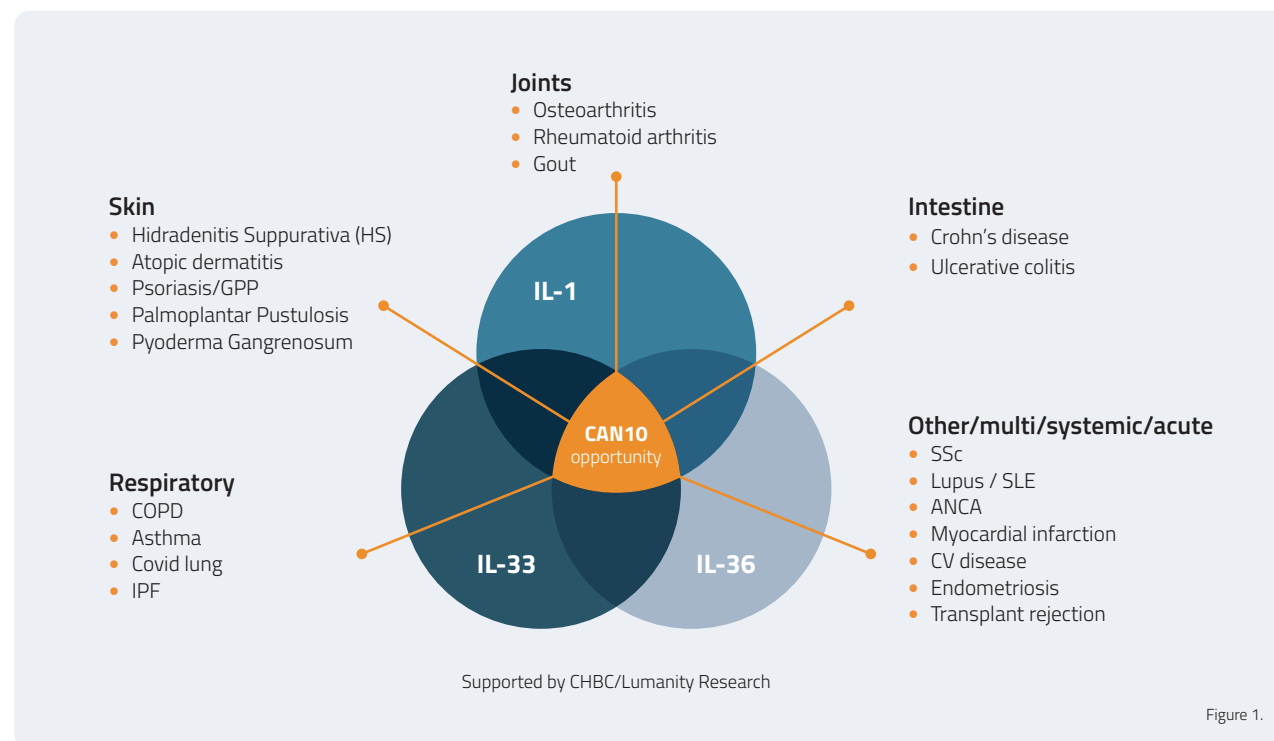 Joints
• Osteoarthritis
• Rheumatoid arthritis
• Gout
Skin
• Hidradenitis Suppurativa (HS)
• Atopic dermatitis
• Psoriasis/GPP
• Palmoplantar Pustulosis
• Pyoderma Gangrenosum
Intestine
• Crohn’s disease
• Ulcerative colitis
IL-1
CAN10
opportunity
IL-33
IL-36
Respiratory
• COPD
• Asthma
• Covid lung
• IPF
Other/multi/systemic/acute
• SSc
• Lupus / SLE
• ANCA
• Myocardial infarction
• CV disease
• Endometriosis
• Transplant rejection
Supported by CHBC/Lumanity Research
Figure 1.